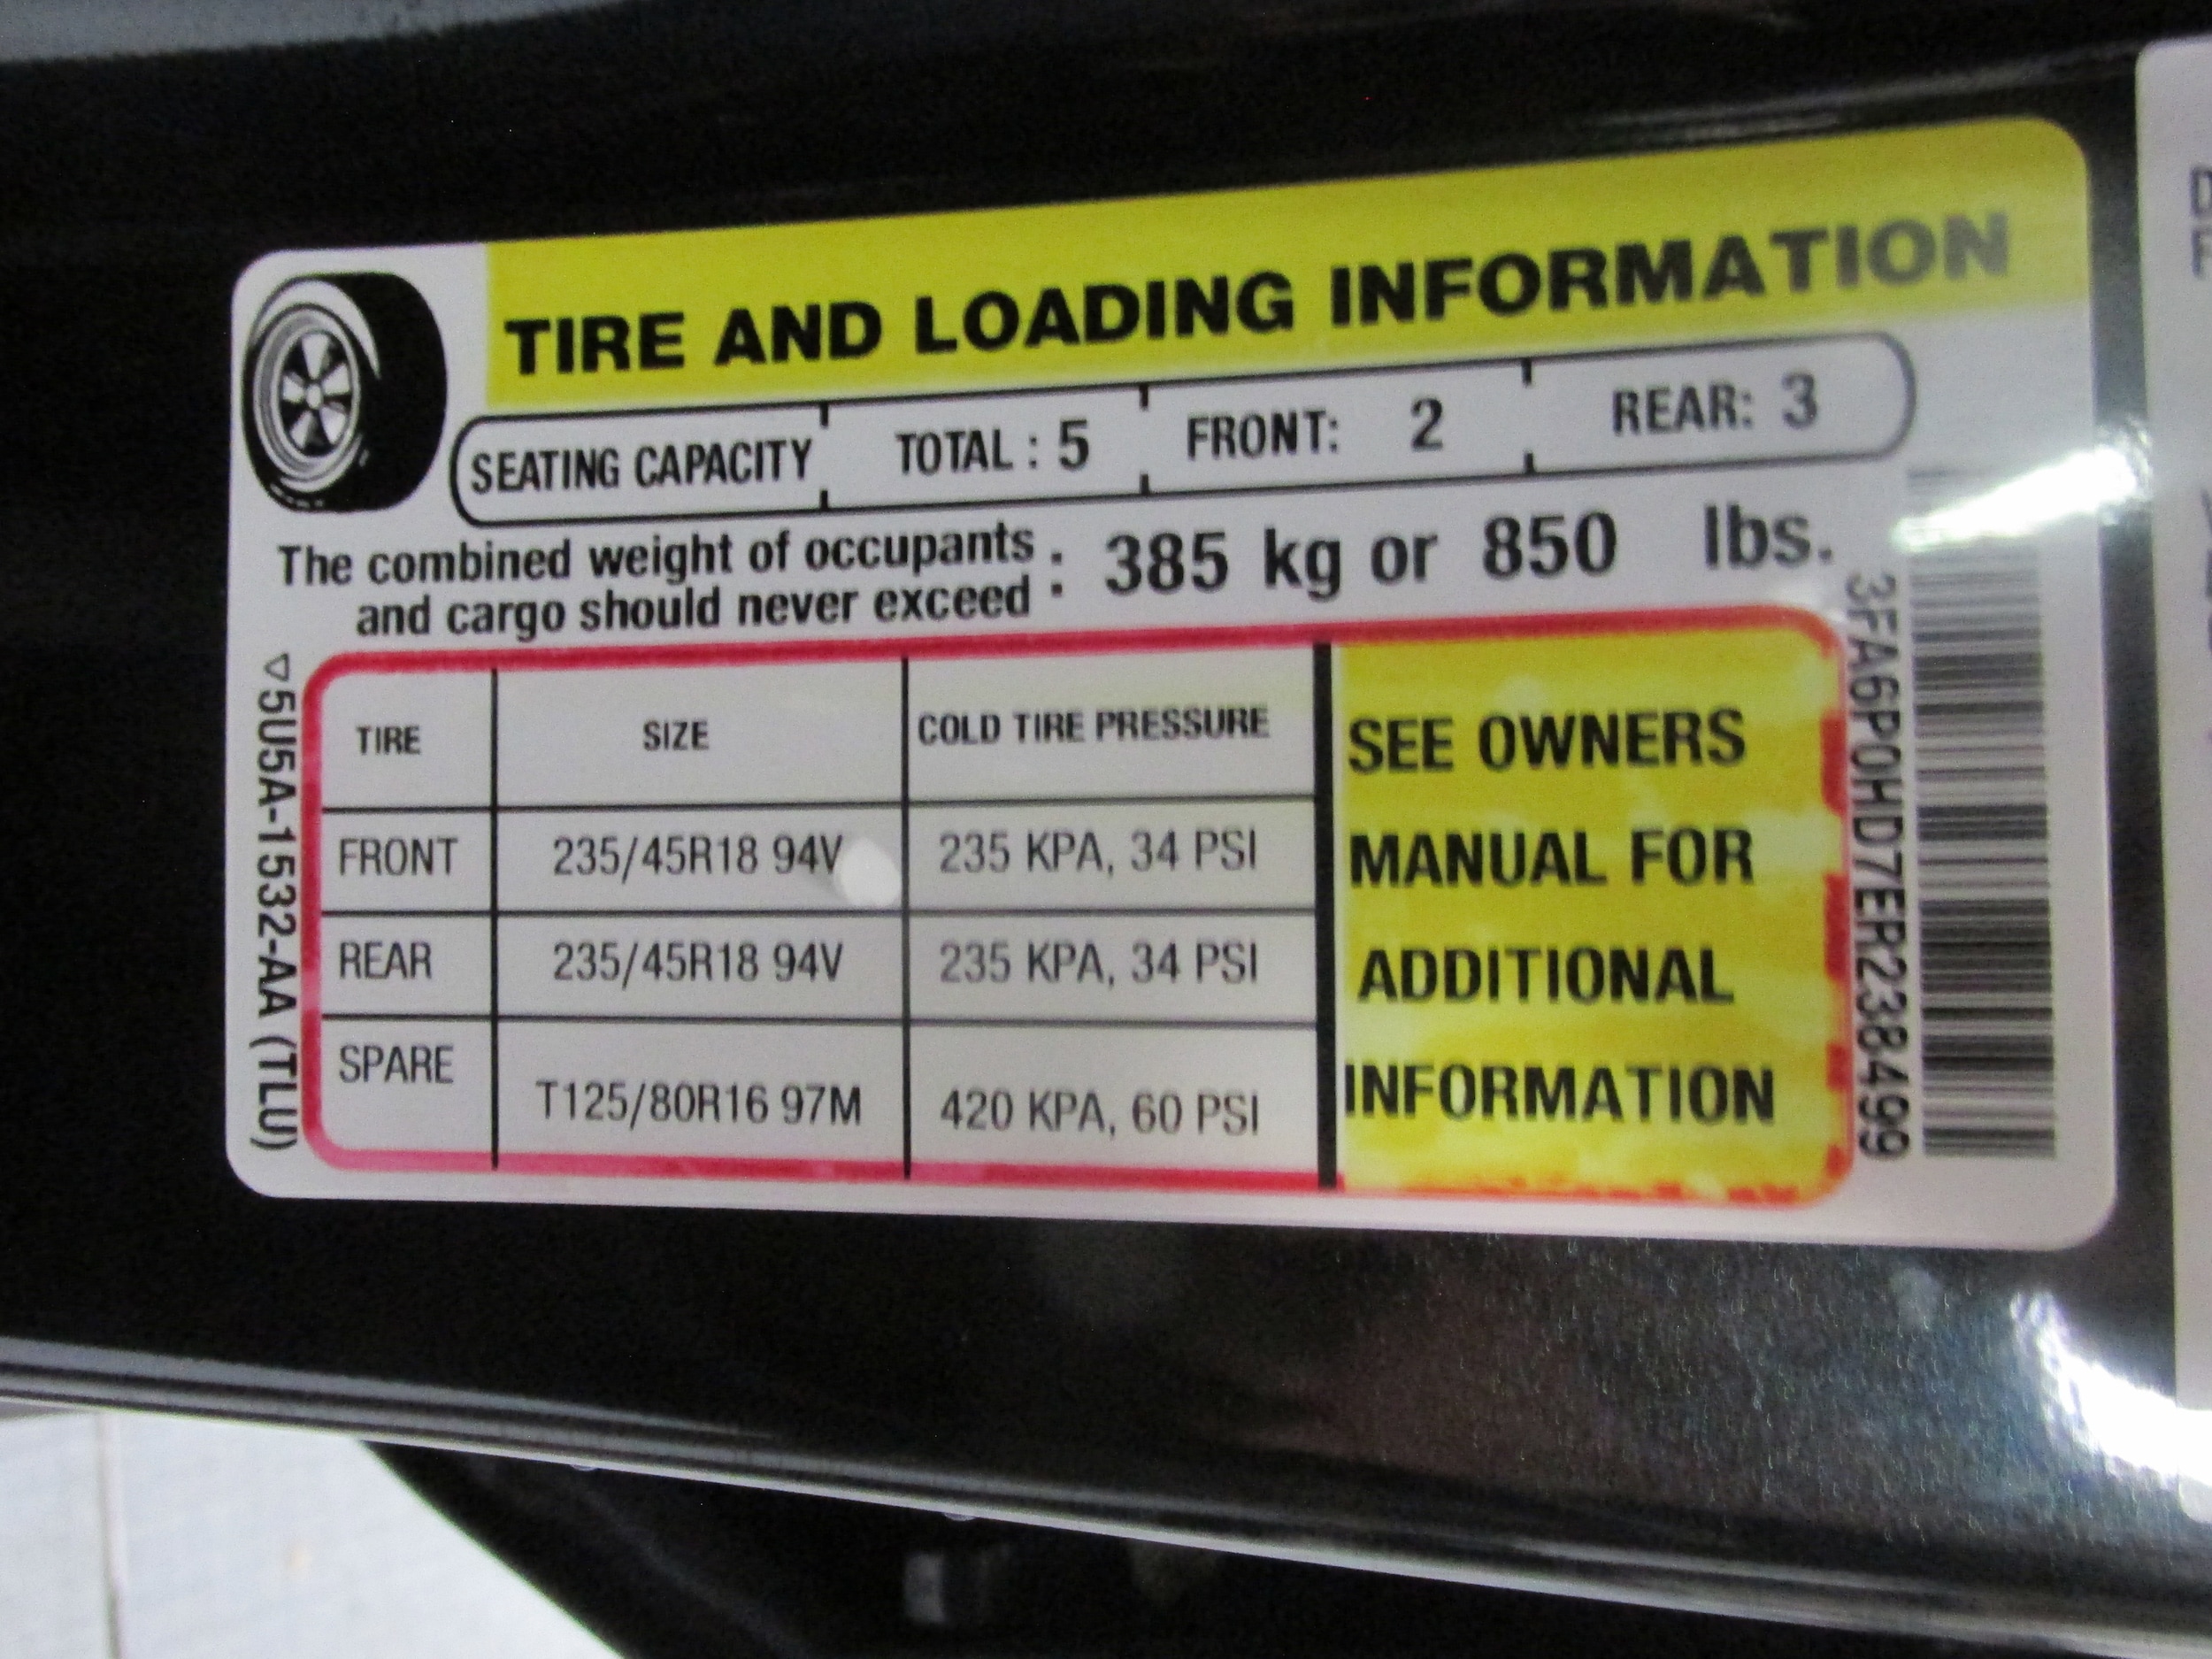 TIRE AND LOADING INFORMATION
SEATING CAPACITY TOTAL : 5 FRONT: 2 REAR: 3
The combined weight of occupants
and cargo should never exceed : 385 kg or 850 lbs.
TIRE SIZE COLD TIRE PRESSURE
FRONT 235/45R18 94V 235 KPA, 34 PSI
REAR 235/45R18 94V 235 KPA, 34 PSI
SPARE T125/80R16 97M 420 KPA, 60 PSI
SEE OWNERS
MANUAL FOR
ADDITIONAL
INFORMATION
5U5A-1532-AA (TLU)
3FA6P0HD7ER238499